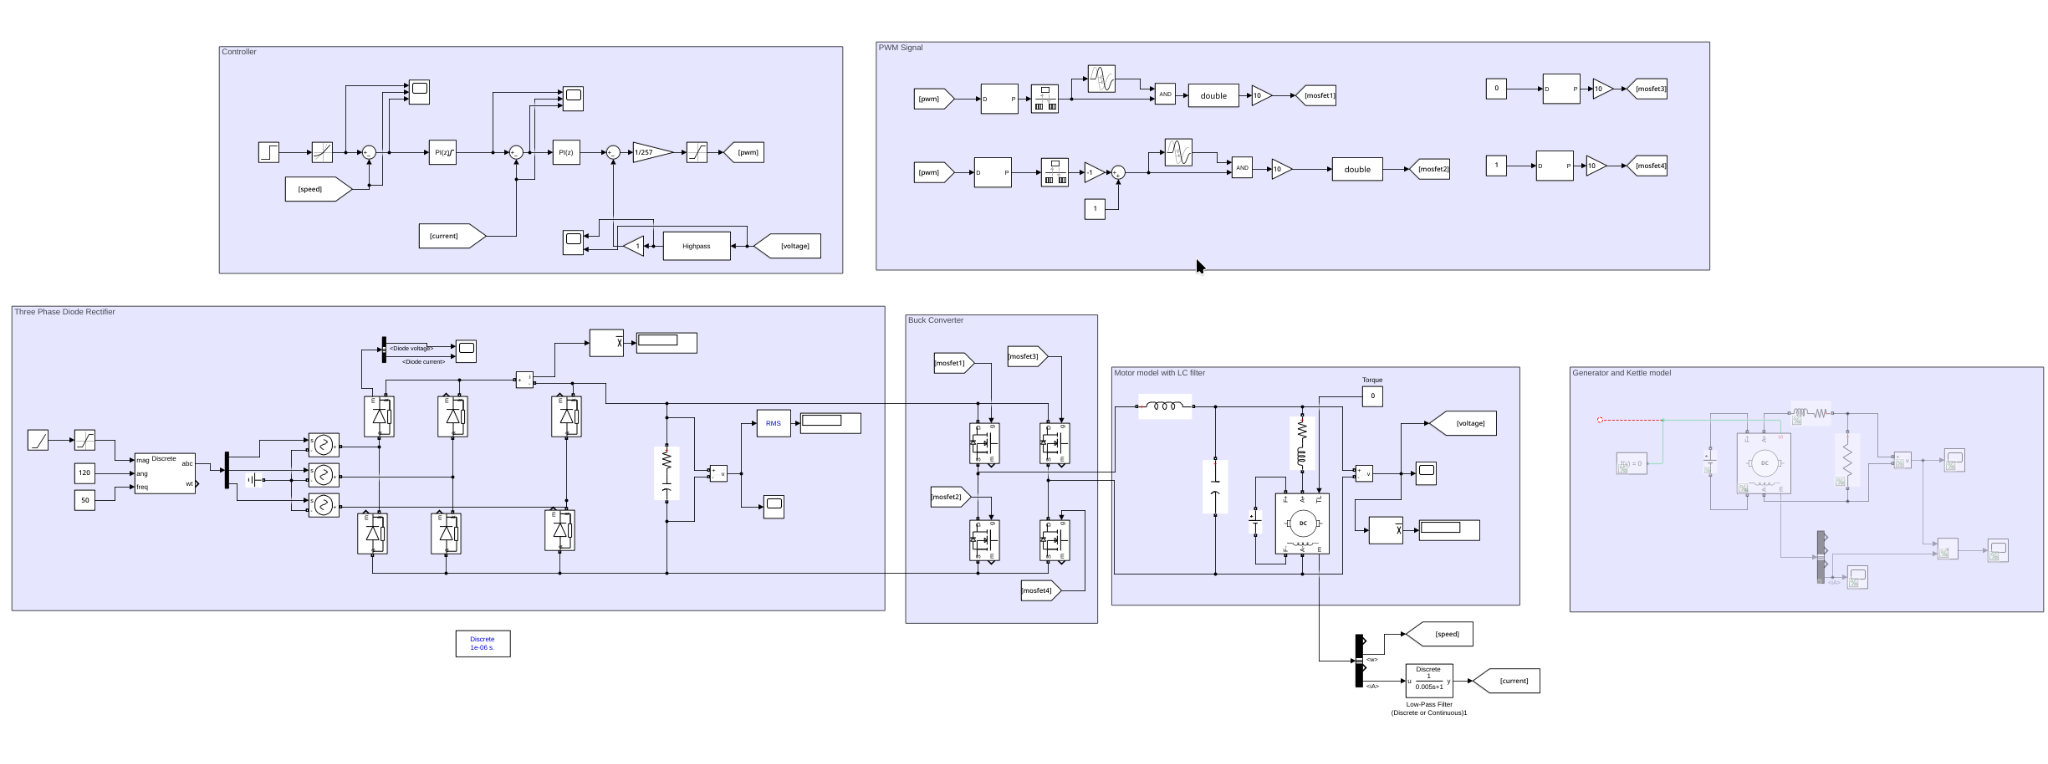 Controller
PI(z)
PI(z)
1/257
[pwm]
[speed]
[current]
1
Highpass
[voltage]
PWM Signal
[pwm]
D
P
AND
double
10
[mosfet1]
0
D
P
10
[mosfet3]
[pwm]
D
P
-1
1
AND
10
double
[mosfet2]
1
D
P
10
[mosfet4]
Three Phase Diode Rectifier
<Diode voltage>
<Diode current>
120
50
mag
Discrete
abc
ang
freq
wt
RMS
Discrete
1e-06 s.
Buck Converter
[mosfet1]
[mosfet3]
[mosfet2]
[mosfet4]
Motor model with LC filter
Torque
0
[voltage]
F+
A+
TL
DC
F-
A-
m
[speed]
<w>
<iA>
Discrete
1
0.005s+1
u
y
[current]
Low-Pass Filter
(Discrete or Continuous)1
Generator and Kettle model
f(x) = 0
DC